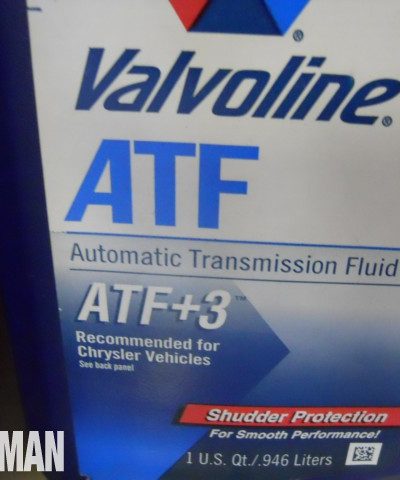 Valvoline®
ATF
Automatic Transmission Fluid
ATF+3™
Recommended for
Chrysler Vehicles
See back panel
Shudder Protection
For Smooth Performance!
1 U.S. Qt./.946 Liters
MAN